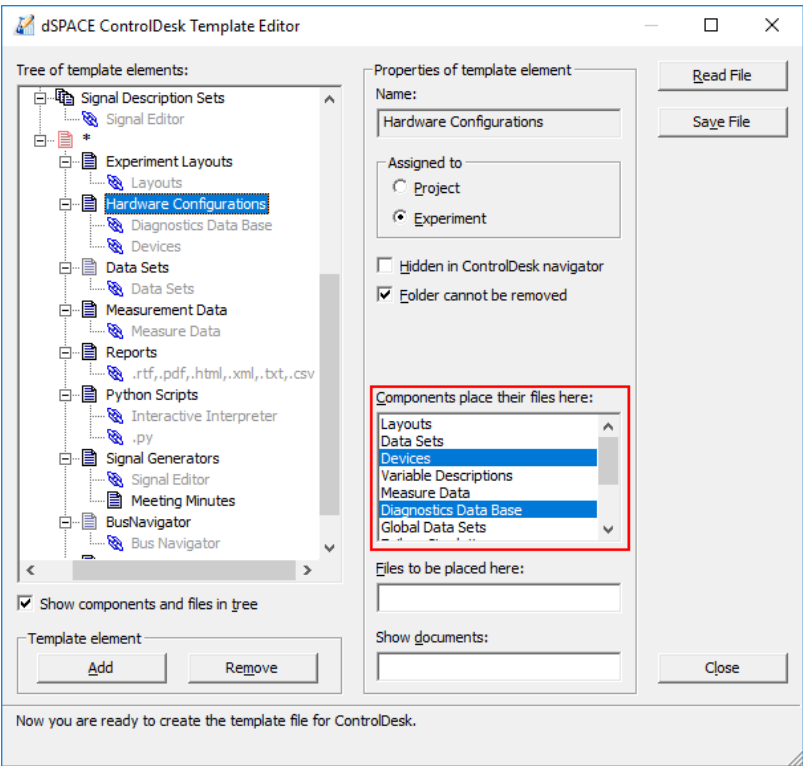 dSPACE ControlDesk Template Editor
Tree of template elements:
Signal Description Sets
Signal Editor
*
Experiment Layouts
Layouts
Hardware Configurations
Diagnostics Data Base
Devices
Data Sets
Data Sets
Measurement Data
Measure Data
Reports
.rtf,.pdf,.html,.xml,.txt,.csv
Python Scripts
Interactive Interpreter
.py
Signal Generators
Signal Editor
Meeting Minutes
BusNavigator
Bus Navigator
Show components and files in tree
Template element
Add
Remove
Properties of template element
Name:
Hardware Configurations
Assigned to
Project
Experiment
Hidden in ControlDesk navigator
Folder cannot be removed
Components place their files here:
Layouts
Data Sets
Devices
Variable Descriptions
Measure Data
Diagnostics Data Base
Global Data Sets
Files to be placed here:
Show documents:
Read File
Save File
Close
Now you are ready to create the template file for ControlDesk.